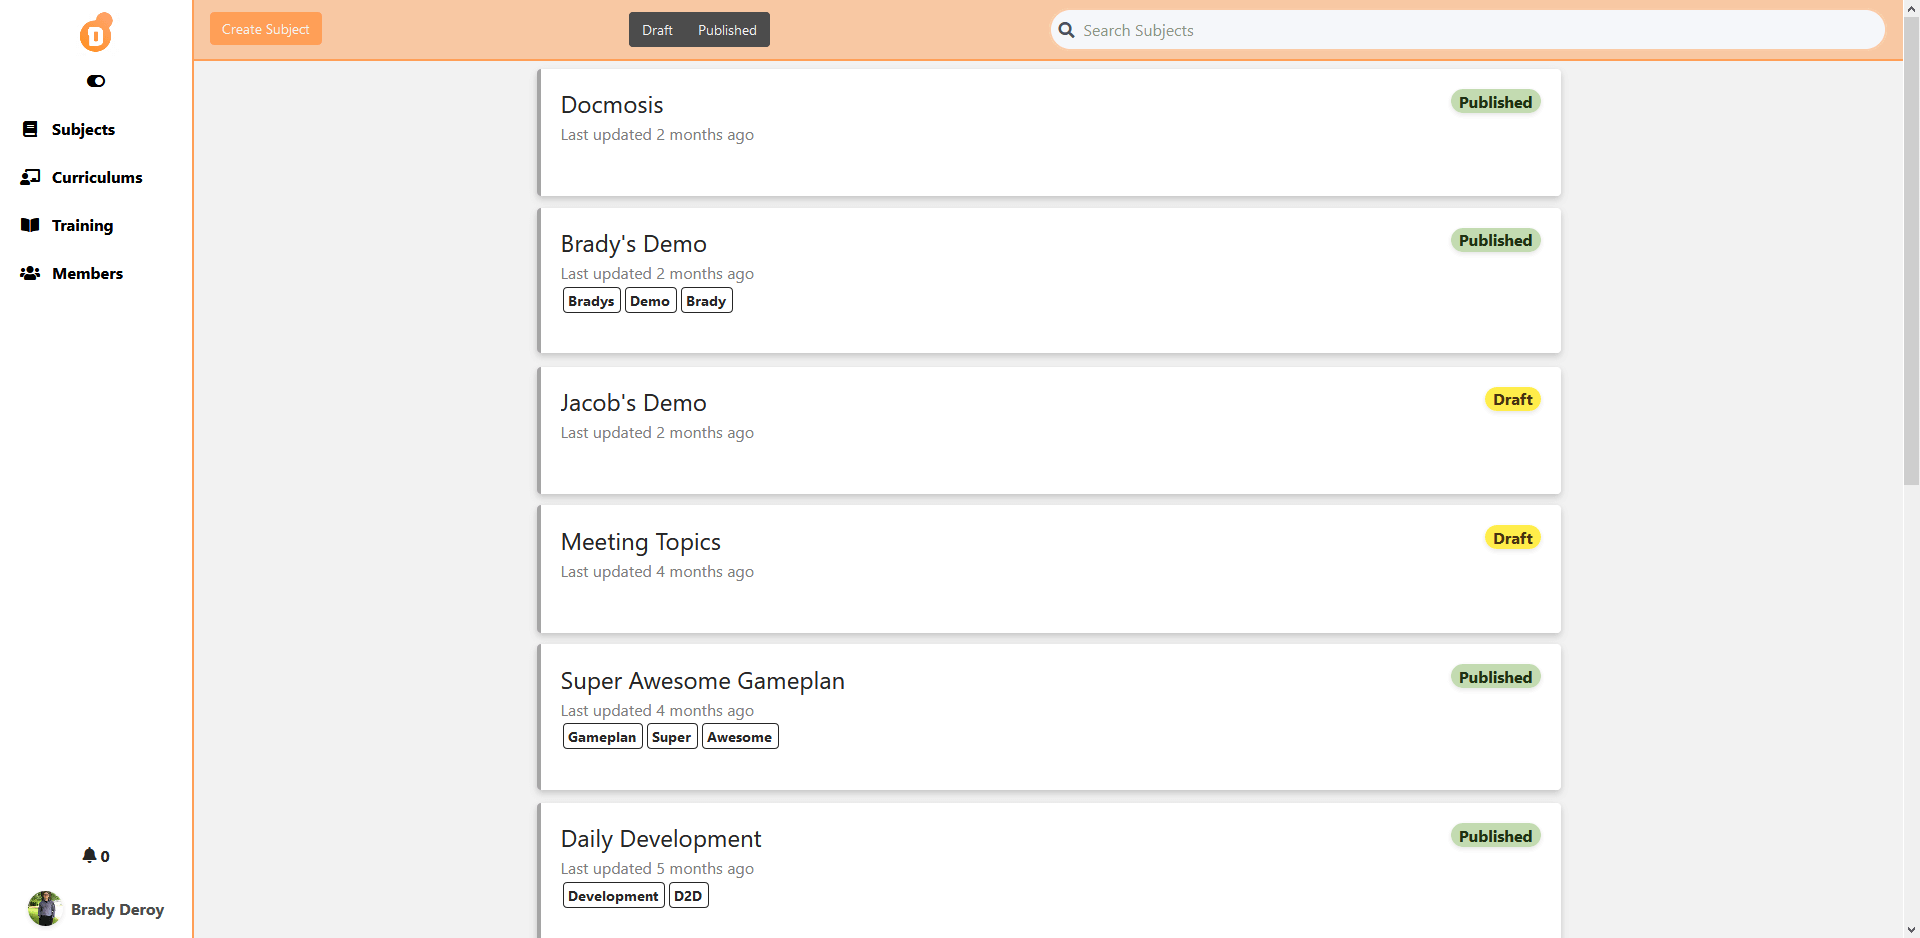 Create Subject
Draft Published
Search Subjects
Subjects
Curriculums
Training
Members
0
Brady Deroy
Docmosis
Published
Last updated 2 months ago
Brady's Demo
Published
Last updated 2 months ago
Bradys Demo Brady
Jacob's Demo
Draft
Last updated 2 months ago
Meeting Topics
Draft
Last updated 4 months ago
Super Awesome Gameplan
Published
Last updated 4 months ago
Gameplan Super Awesome
Daily Development
Published
Last updated 5 months ago
Development D2D